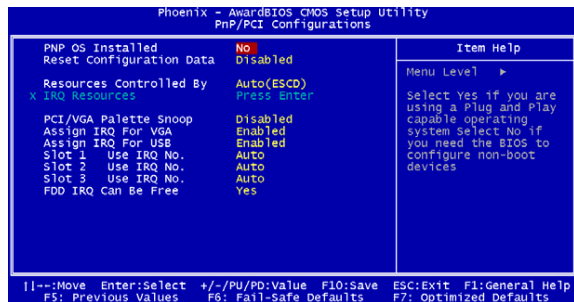 Phoenix - AwardBIOS CMOS Setup Utility
PnP/PCI Configurations
PNP OS Installed No
Reset Configuration Data Disabled
Resources Controlled By Auto(ESCD)
x IRQ Resources Press Enter
PCI/VGA Palette Snoop Disabled
Assign IRQ For VGA Enabled
Assign IRQ For USB Enabled
Slot 1 Use IRQ No. Auto
Slot 2 Use IRQ No. Auto
Slot 3 Use IRQ No. Auto
FDD IRQ Can Be Free Yes
Item Help
Menu Level ►
Select Yes if you are
using a Plug and Play
capable operating
system Select No if
you need the BIOS to
configure non-boot
devices
||→←:Move Enter:Select +/-/PU/PD:Value F10:Save ESC:Exit F1:General Help
F5: Previous Values F6: Fail-Safe Defaults F7: Optimized Defaults